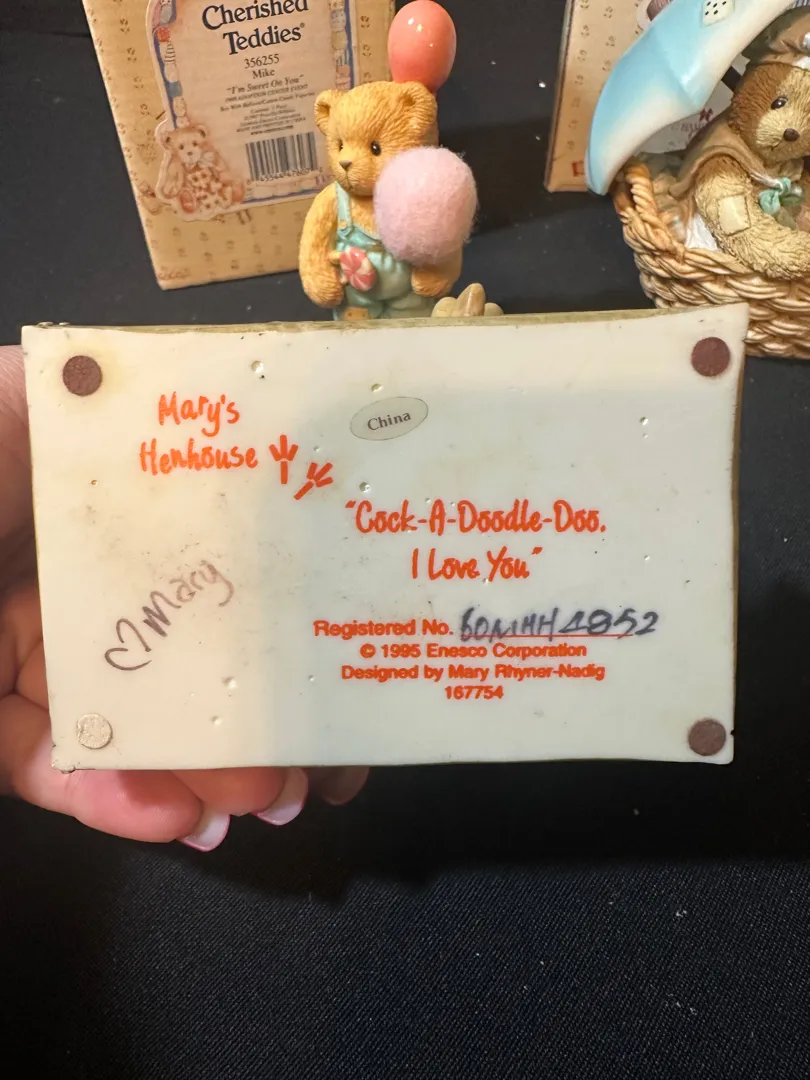 Cherished
Teddies®
356255
Mike
"I'm Sweet On You"
Mary's
Henhouse
China
"Cock-A-Doodle-Doo.
I Love You"
♡ Mary
Registered No. 60MHH4852
© 1995 Enesco Corporation
Designed by Mary Rhyner-Nadig
167754